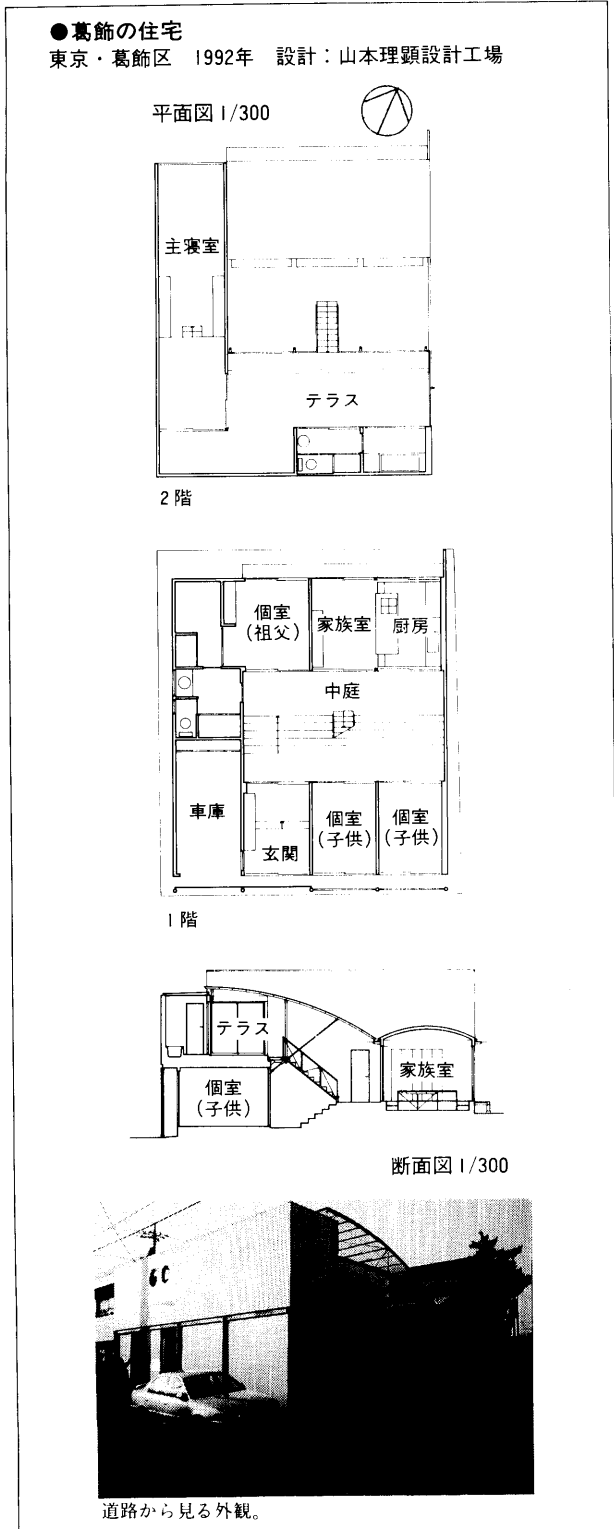 ●葛飾の住宅
東京・葛飾区 1992年 設計：山本理顕設計工場
平面図1/300
主寝室
テラス
2階
個室
(祖父)
家族室
厨房
中庭
車庫
玄関
個室
(子供)
個室
(子供)
1階
テラス
個室
(子供)
家族室
断面図1/300
6C
道路から見る外観。